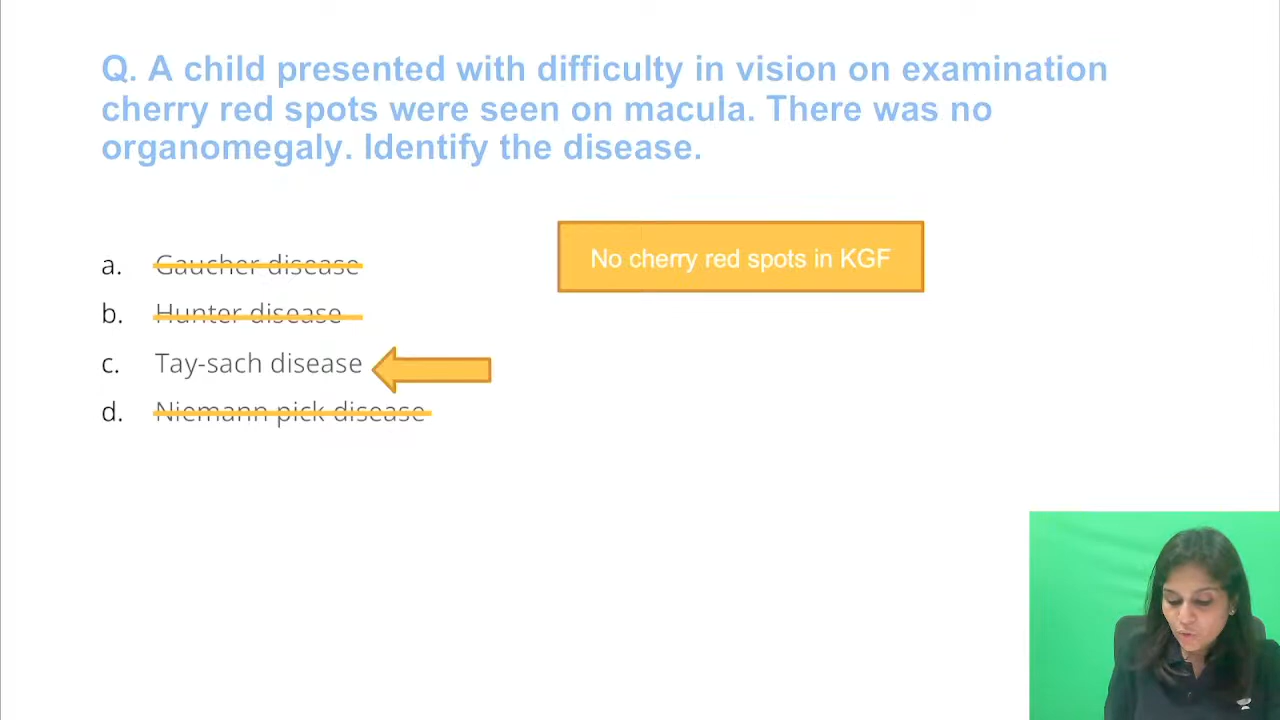 Q. A child presented with difficulty in vision on examination
cherry red spots were seen on macula. There was no
organomegaly. Identify the disease.
No cherry red spots in KGF
a. Gaucher disease
b. Hunter disease
c. Tay-sach disease
d. Niemann pick disease